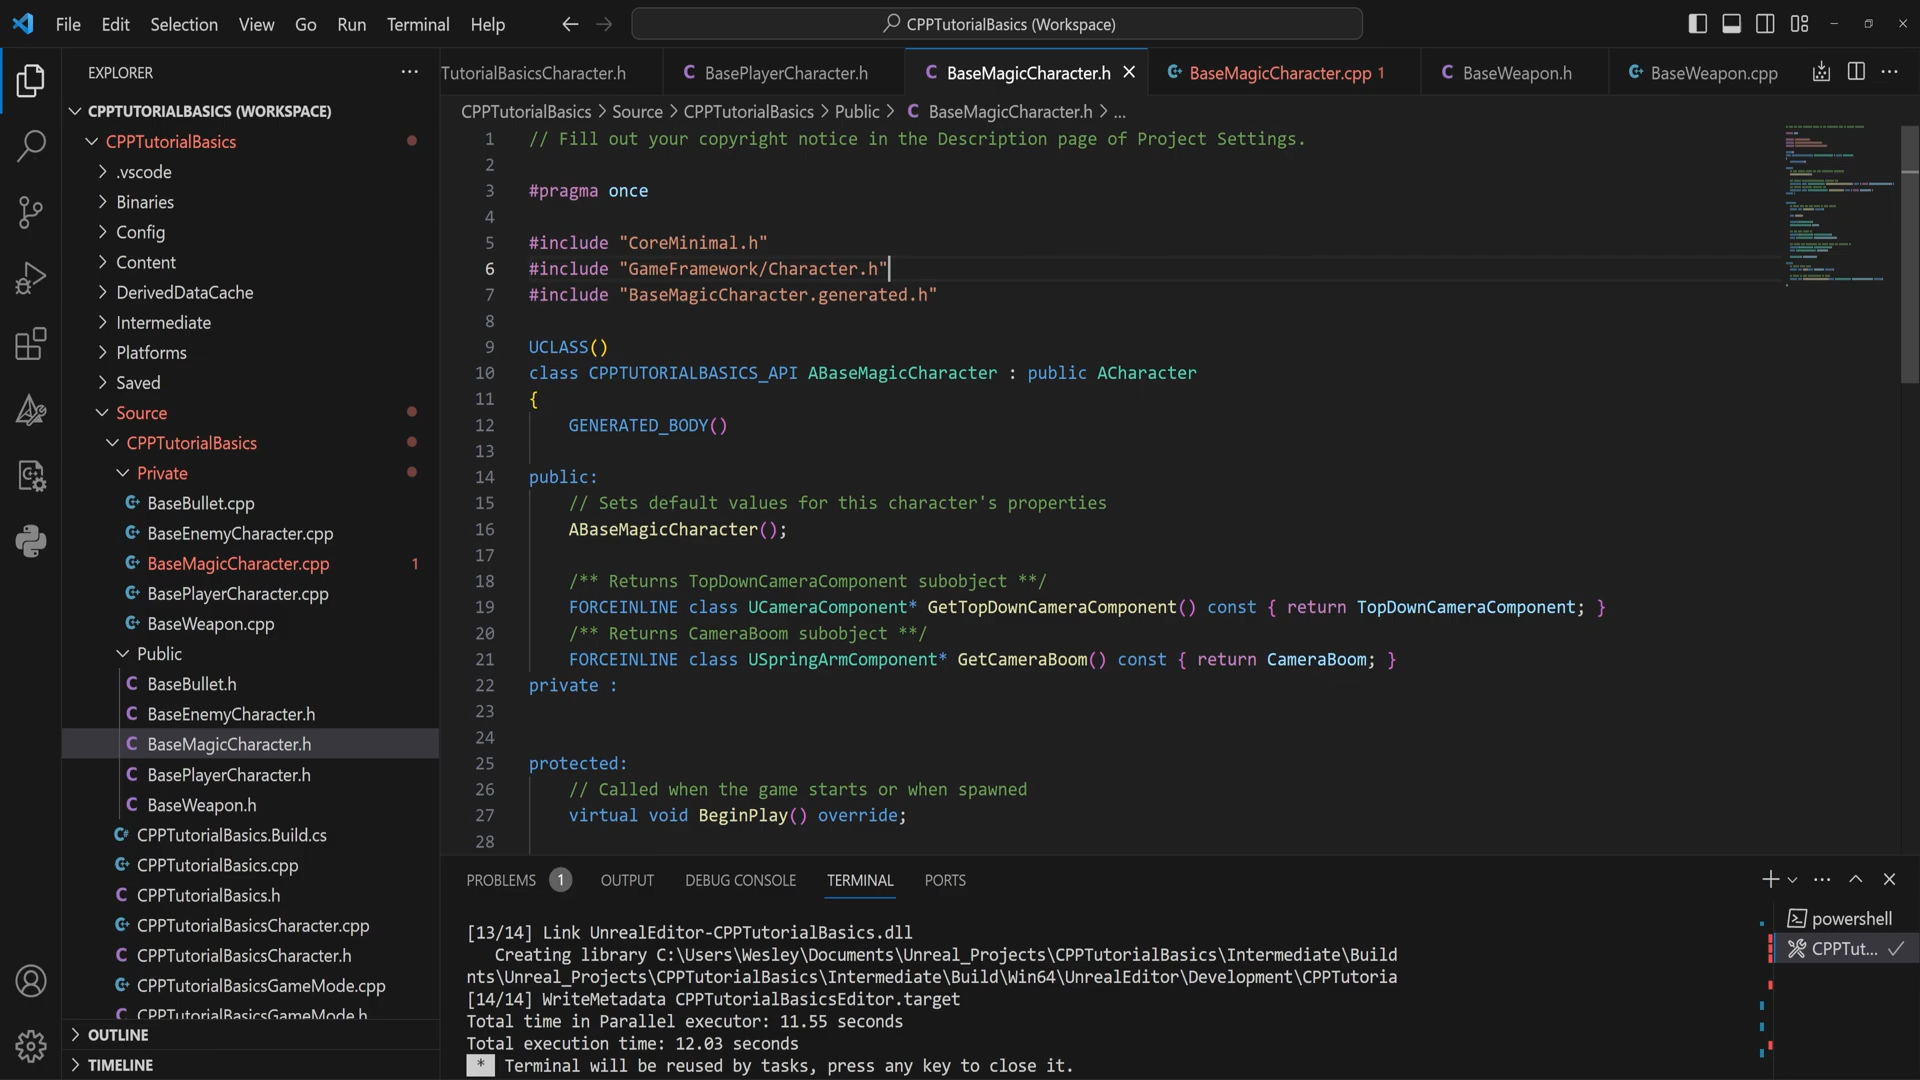 File Edit Selection View Go Run Terminal Help
CPPTutorialBasics (Workspace)
EXPLORER
CPPTUTORIALBASICS (WORKSPACE)
CPPTutorialBasics
.vscode
Binaries
Config
Content
DerivedDataCache
Intermediate
Platforms
Saved
Source
CPPTutorialBasics
Private
BaseBullet.cpp
BaseEnemyCharacter.cpp
BaseMagicCharacter.cpp 1
BasePlayerCharacter.cpp
BaseWeapon.cpp
Public
BaseBullet.h
BaseEnemyCharacter.h
BaseMagicCharacter.h
BasePlayerCharacter.h
BaseWeapon.h
CPPTutorialBasics.Build.cs
CPPTutorialBasics.cpp
CPPTutorialBasics.h
CPPTutorialBasicsCharacter.cpp
CPPTutorialBasicsCharacter.h
CPPTutorialBasicsGameMode.cpp
CPPTutorialBasicsGameMode.h
OUTLINE
TIMELINE
TutorialBasicsCharacter.h BasePlayerCharacter.h BaseMagicCharacter.h BaseMagicCharacter.cpp 1 BaseWeapon.h BaseWeapon.cpp
CPPTutorialBasics > Source > CPPTutorialBasics > Public > BaseMagicCharacter.h > ...
1 // Fill out your copyright notice in the Description page of Project Settings.
2
3 #pragma once
4
5 #include "CoreMinimal.h"
6 #include "GameFramework/Character.h"
7 #include "BaseMagicCharacter.generated.h"
8
9 UCLASS()
10 class CPPTUTORIALBASICS_API ABaseMagicCharacter : public ACharacter
11 {
12 GENERATED_BODY()
13
14 public:
15 // Sets default values for this character's properties
16 ABaseMagicCharacter();
17
18 /** Returns TopDownCameraComponent subobject **/
19 FORCEINLINE class UCameraComponent* GetTopDownCameraComponent() const { return TopDownCameraComponent; }
20 /** Returns CameraBoom subobject **/
21 FORCEINLINE class USpringArmComponent* GetCameraBoom() const { return CameraBoom; }
22 private :
23
24
25 protected:
26 // Called when the game starts or when spawned
27 virtual void BeginPlay() override;
28
PROBLEMS 1 OUTPUT DEBUG CONSOLE TERMINAL PORTS
[13/14] Link UnrealEditor-CPPTutorialBasics.dll
Creating library C:\Users\Wesley\Documents\Unreal_Projects\CPPTutorialBasics\Intermediate\Build
nts\Unreal_Projects\CPPTutorialBasics\Intermediate\Build\Win64\UnrealEditor\Development\CPPTutoria
[14/14] WriteMetadata CPPTutorialBasicsEditor.target
Total time in Parallel executor: 11.55 seconds
Total execution time: 12.03 seconds
* Terminal will be reused by tasks, press any key to close it.
powershell
CPPTut...